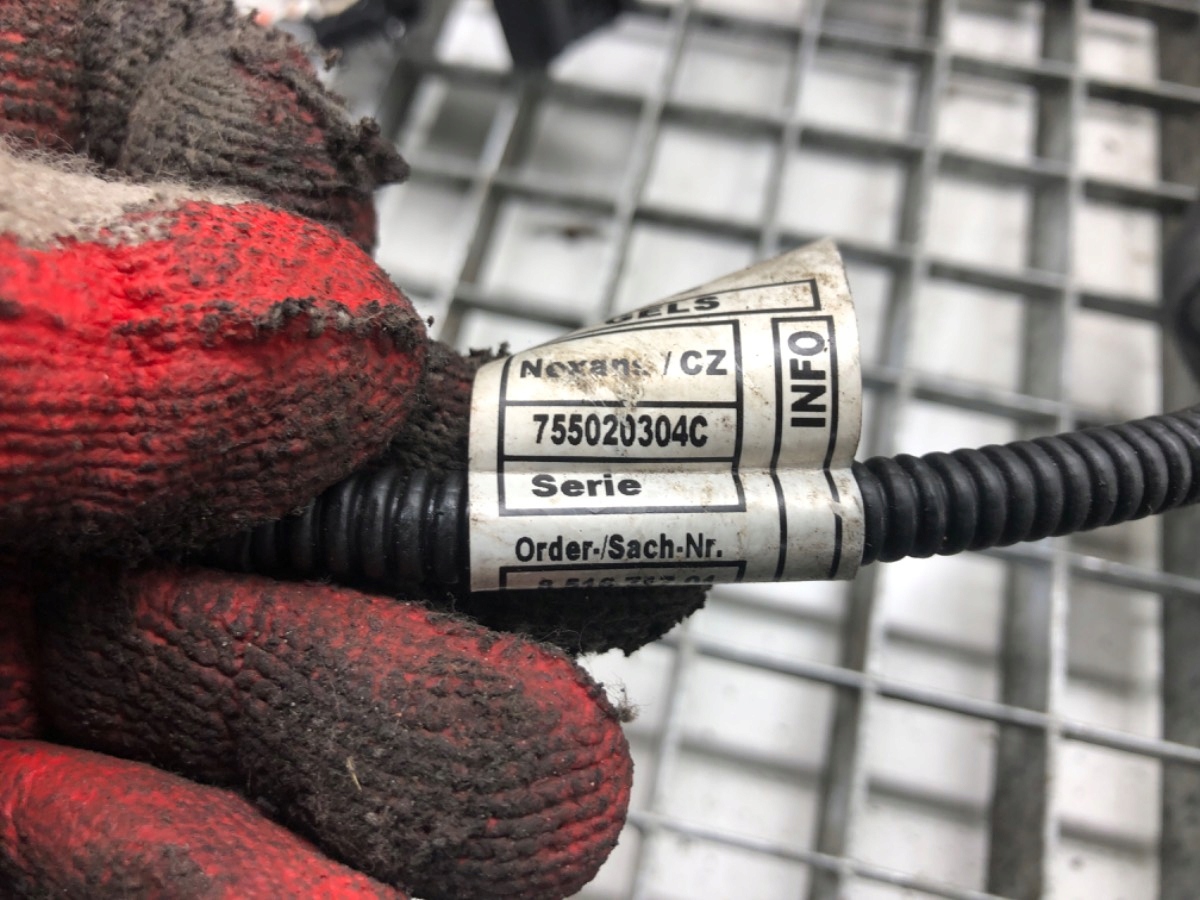 GELS
Nexans / CZ
755020304C
Serie
Order-/Sach-Nr.
INFO